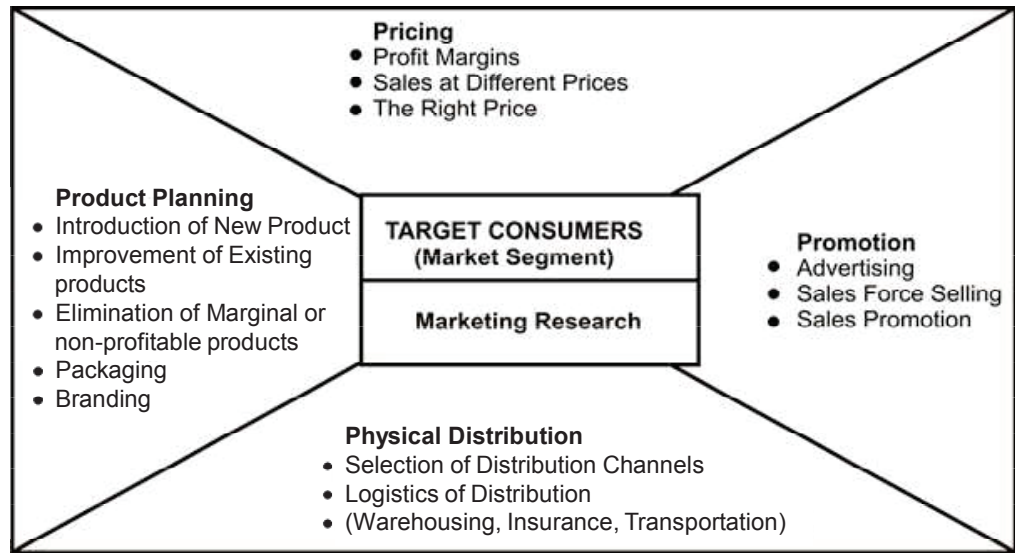 Pricing
• Profit Margins
• Sales at Different Prices
• The Right Price
Product Planning
• Introduction of New Product
• Improvement of Existing
products
• Elimination of Marginal or
non-profitable products
• Packaging
• Branding
TARGET CONSUMERS
(Market Segment)
Marketing Research
Promotion
• Advertising
• Sales Force Selling
• Sales Promotion
Physical Distribution
• Selection of Distribution Channels
• Logistics of Distribution
• (Warehousing, Insurance, Transportation)